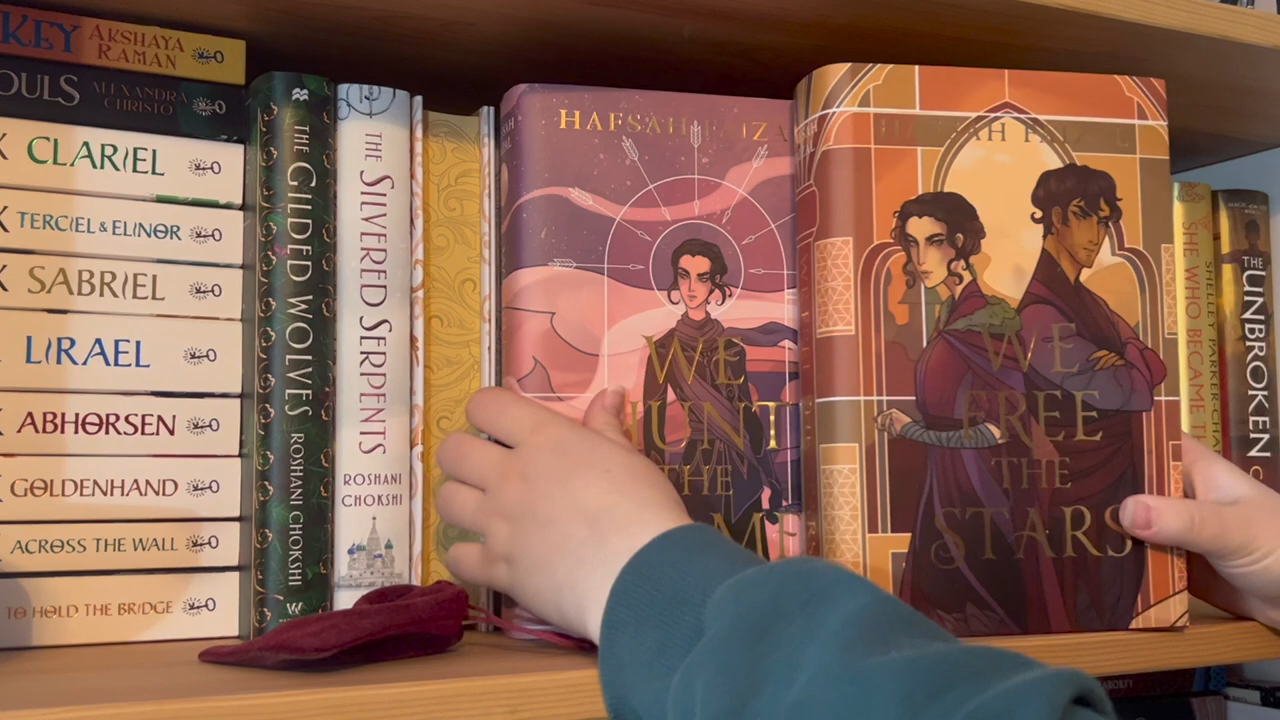 KEY AKSHAYA
RAMAN
OULS ALEXANDRA
CHRISTO
CLARIEL
TERCIEL & ELINOR
SABRIEL
LIRAEL
ABHORSEN
GOLDENHAND
ACROSS THE WALL
TO HOLD THE BRIDGE
THE GILDED WOLVES ROSHANI CHOKSHI
THE SILVERED SERPENTS
ROSHANI
CHOKSHI
HAFSAH FAIZA
WE
HUNT
THE
WE
FREE
THE
STARS
SHE WHO BECAME T
SHELLEY PARKER-CHA
THE
UNBROKEN